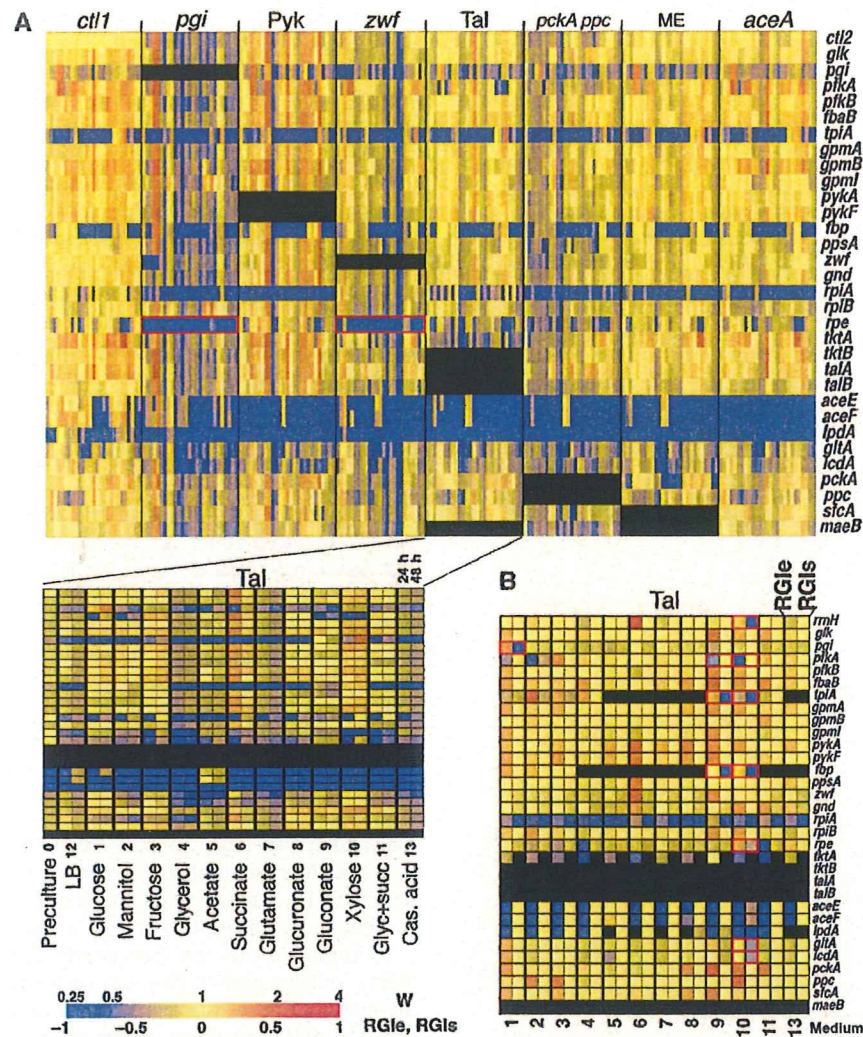 A
ctl1 pgi Pyk zwf Tal pckA ppc ME aceA
ctl2
glk
pgi
pfkA
pfkB
fbaB
tpiA
gpmA
gpmB
gpmI
pykA
pykF
fbp
ppsA
zwf
gnd
rpiA
rpiB
rpe
tktA
tktB
talA
talB
aceE
aceF
lpdA
gltA
icdA
pckA
ppc
sfcA
maeB
Tal
24 h
48 h
Preculture 0
LB 12
Glucose 1
Mannitol 2
Fructose 3
Glycerol 4
Acetate 5
Succinate 6
Glutamate 7
Glucuronate 8
Gluconate 9
Xylose 10
Glyc+succ 11
Cas. acid 13
0.25 0.5 1 2 4 W
−1 −0.5 0 0.5 1 RGIe, RGIs
B
Tal
RGIe
RGIs
rrnH
glk
pgi
pfkA
pfkB
fbaB
tpiA
gpmA
gpmB
gpmI
pykA
pykF
fbp
ppsA
zwf
gnd
rpiA
rpiB
rpe
tktA
tktB
talA
talB
aceE
aceF
lpdA
gltA
icdA
pckA
ppc
sfcA
maeB
1 2 3 4 5 6 7 8 9 10 11 13 Medium